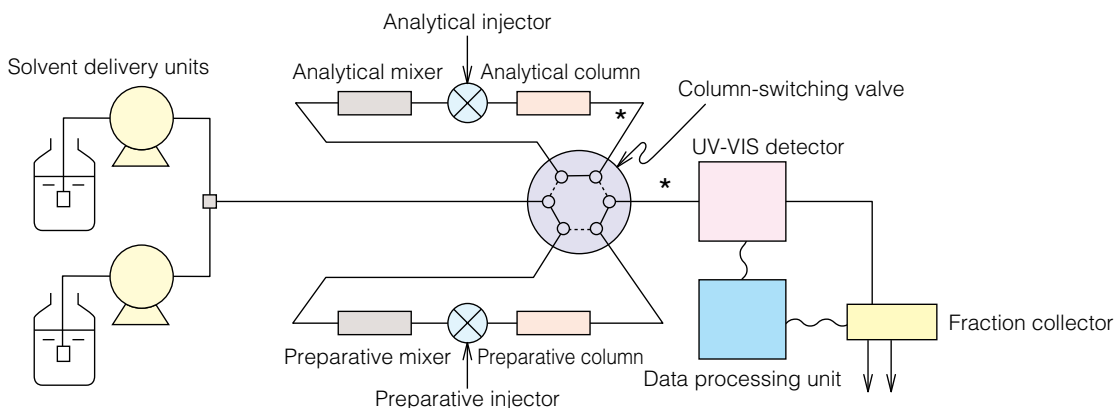 Analytical injector
Solvent delivery units
Analytical mixer
Analytical column
Column-switching valve
*
UV-VIS detector
*
Preparative mixer
Preparative column
Preparative injector
Data processing unit
Fraction collector